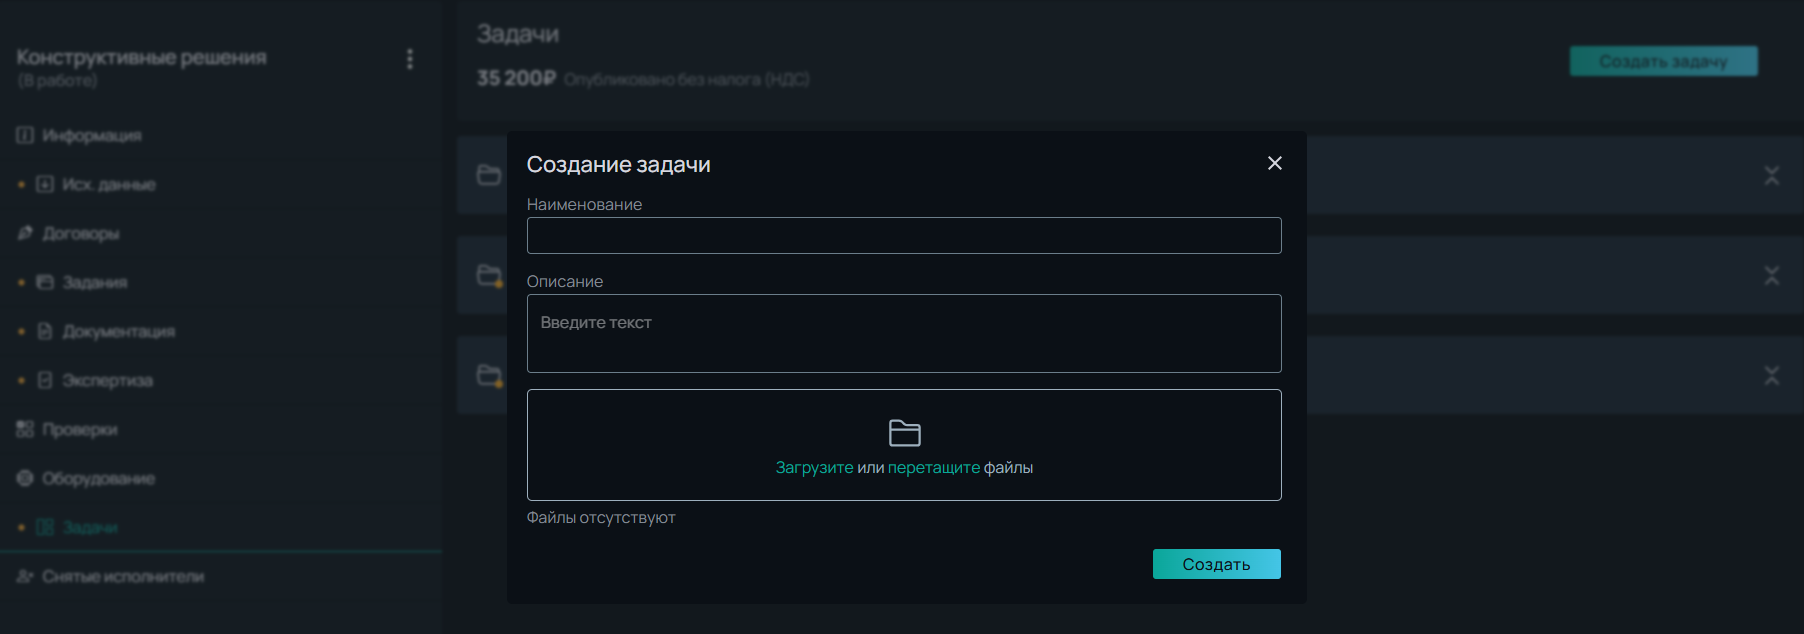 Конструктивные решения
(В работе)
Информация
Исх. данные
Договоры
Задания
Документация
Экспертиза
Проверки
Оборудование
Задачи
Снятые исполнители
Задачи
35 200₽ Опубликовано без налога (НДС)
Создать задачу
Создание задачи
Наименование
Описание
Введите текст
Загрузите или перетащите файлы
Файлы отсутствуют
Создать